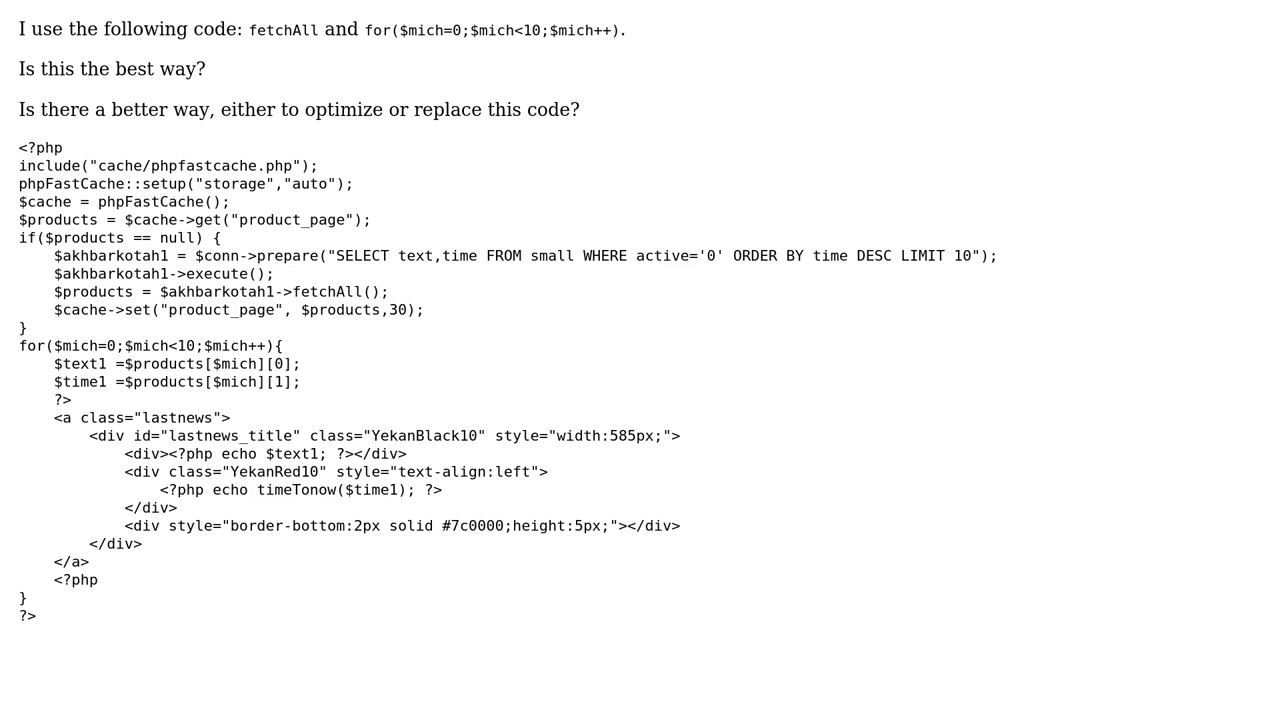 I use the following code: fetchAll and for($mich=0;$mich<10;$mich++).
Is this the best way?
Is there a better way, either to optimize or replace this code?
<?php
include("cache/phpfastcache.php");
phpFastCache::setup("storage","auto");
$cache = phpFastCache();
$products = $cache->get("product_page");
if($products == null) {
    $akhbarkotah1 = $conn->prepare("SELECT text,time FROM small WHERE active='0' ORDER BY time DESC LIMIT 10");
    $akhbarkotah1->execute();
    $products = $akhbarkotah1->fetchAll();
    $cache->set("product_page", $products,30);
}
for($mich=0;$mich<10;$mich++){
    $text1 =$products[$mich][0];
    $time1 =$products[$mich][1];
    ?>
    <a class="lastnews">
        <div id="lastnews_title" class="YekanBlack10" style="width:585px;">
            <div><?php echo $text1; ?></div>
            <div class="YekanRed10" style="text-align:left">
                <?php echo timeTonow($time1); ?>
            </div>
            <div style="border-bottom:2px solid #7c0000;height:5px;"></div>
        </div>
    </a>
    <?php
}
?>